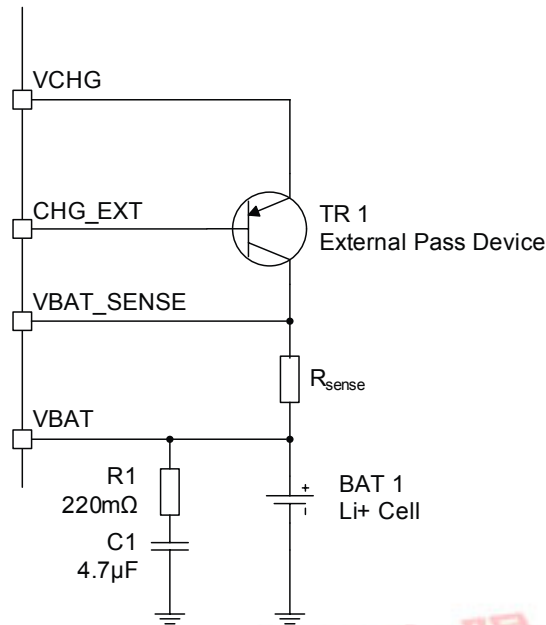 VCHG
CHG_EXT
TR 1
External Pass Device
VBAT_SENSE
Rsense
VBAT
R1
220mΩ
BAT 1
Li+ Cell
C1
4.7µF
+
-